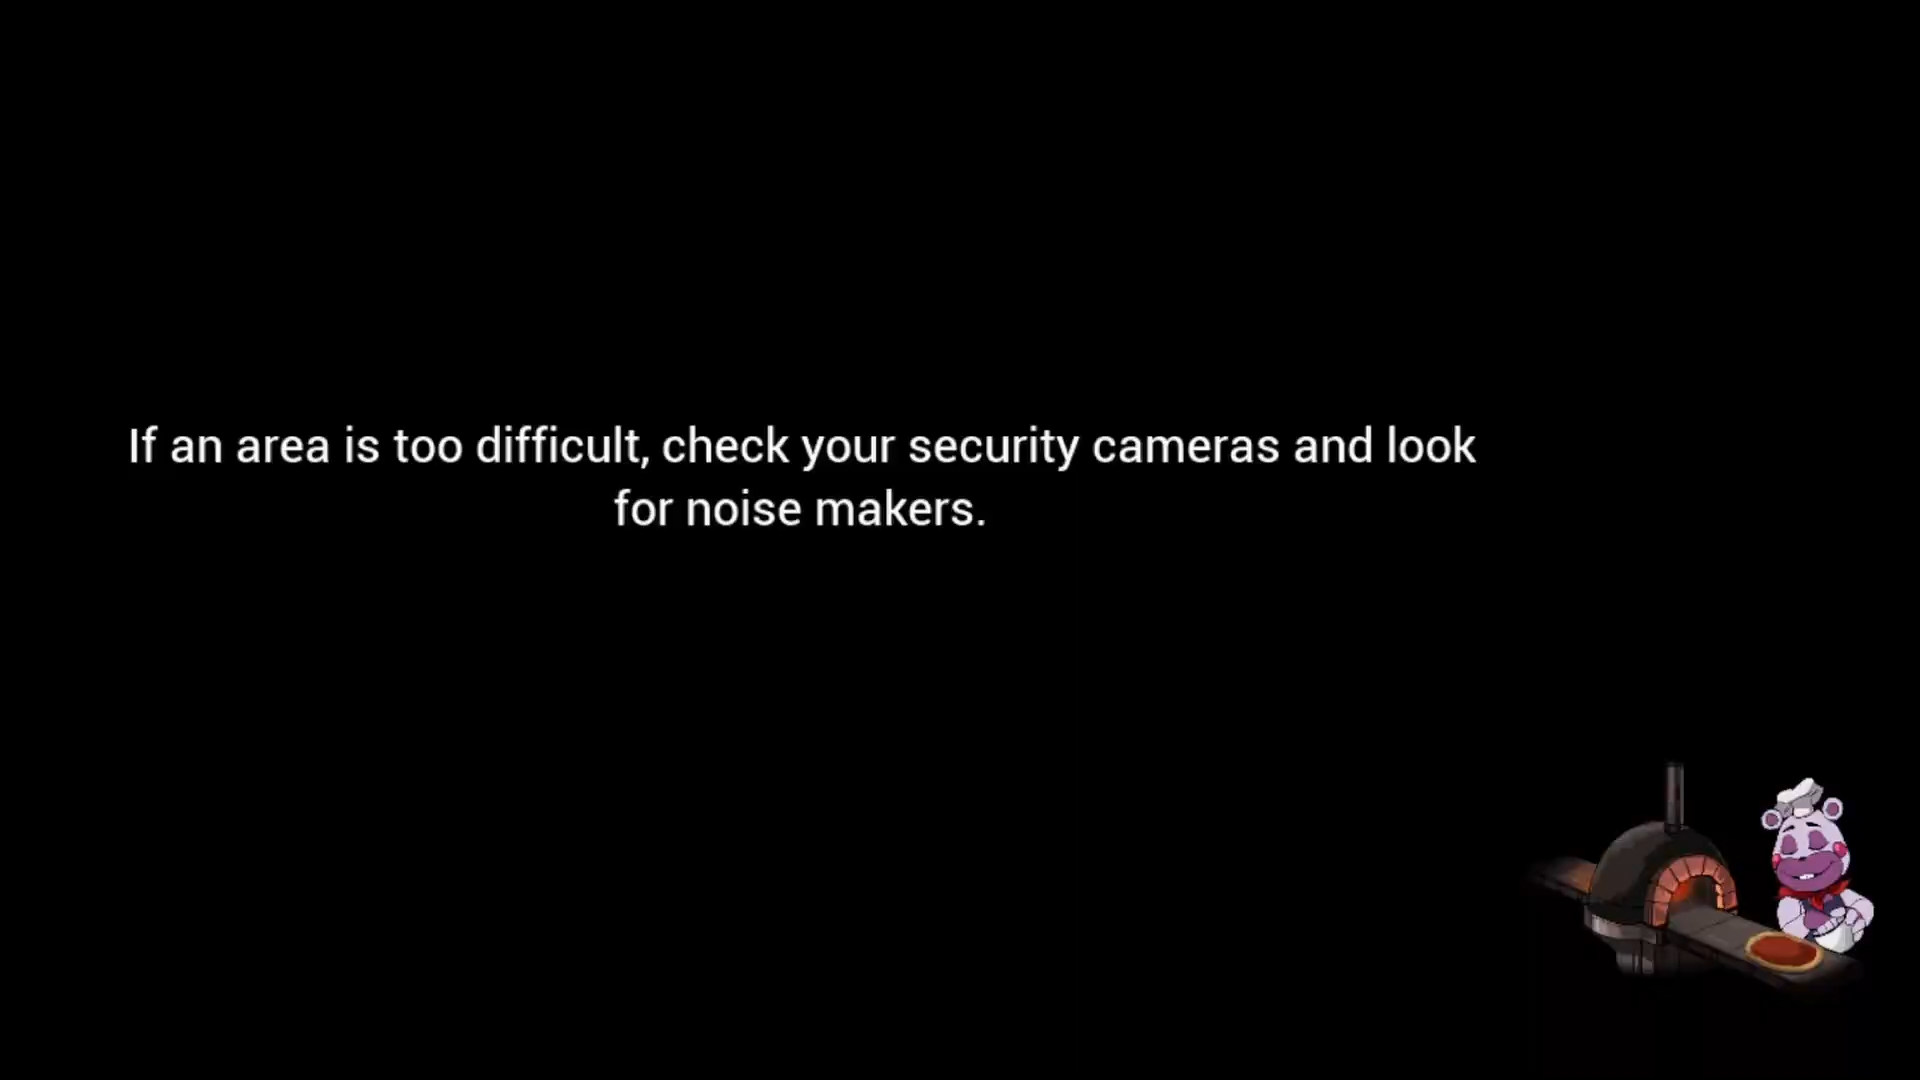 If an area is too difficult, check your security cameras and look
for noise makers.